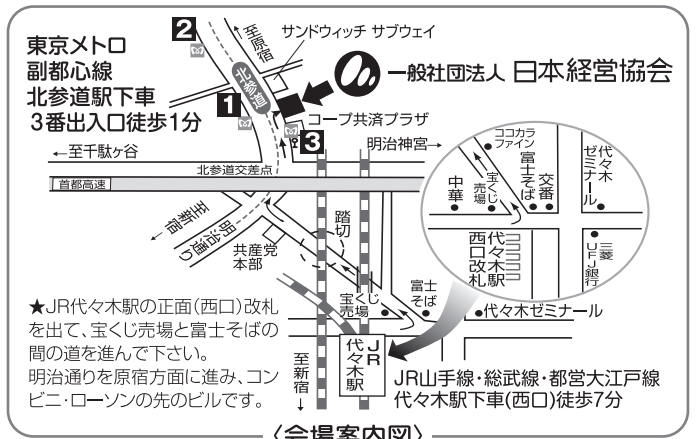 東京メトロ
副都心線
北参道駅下車
3番出入口徒歩1分
2
至原宿
サンドウィッチ サブウェイ
一般社団法人 日本経営協会
北参道
1
コープ共済プラザ
3
明治神宮→
←至千駄ヶ谷
北参道交差点
首都高速
至新宿
明治通り
共産党
本部
踏切
ココカラ
ファイン
宝くじ
売場
中華
富士そば
交番
代々木
ゼミナール
代々木駅
西口改札
三菱
UFJ銀行
宝くじ
売場
富士
そば
代々木ゼミナール
★JR代々木駅の正面(西口)改札
を出て、宝くじ売場と富士そばの
間の道を進んで下さい。
明治通りを原宿方面に進み、コン
ビニ・ローソンの先のビルです。
至新宿
↓
JR
代々木駅
JR山手線・総武線・都営大江戸線
代々木駅下車(西口)徒歩7分
〈会場案内図〉